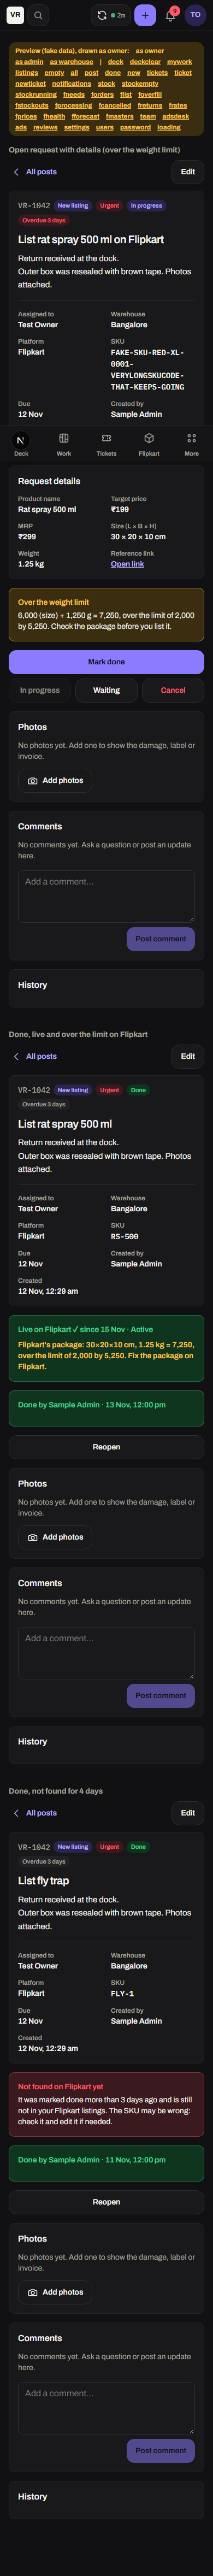 VR
2m
9
TO
Preview (fake data), drawn as owner: as owner
as admin as warehouse | deck deckclear mywork
listings empty all post done new tickets ticket
newticket notifications stock stockempty
stockrunning fneeds forders flist foverfill
fstockouts fprocessing fcancelled freturns frates
fprices fhealth fforecast fmasters team adsdesk
ads reviews settings users password loading
Open request with details (over the weight limit)
All posts
Edit
VR-1042 New listing Urgent In progress
Overdue 3 days
List rat spray 500 ml on Flipkart
Return received at the dock.
Outer box was resealed with brown tape. Photos
attached.
Assigned to
Test Owner
Warehouse
Bangalore
Platform
Flipkart
SKU
FAKE-SKU-RED-XL-
0001-
VERYLONGSKUCODE-
THAT-KEEPS-GOING
Due
12 Nov
Created by
Sample Admin
N
Deck
Work
Tickets
Flipkart
More
Request details
Product name
Rat spray 500 ml
Target price
₹199
MRP
₹299
Size (L × B × H)
30 × 20 × 10 cm
Weight
1.25 kg
Reference link
Open link
Over the weight limit
6,000 (size) + 1,250 g = 7,250, over the limit of 2,000
by 5,250. Check the package before you list it.
Mark done
In progress
Waiting
Cancel
Photos
No photos yet. Add one to show the damage, label or
invoice.
Add photos
Comments
No comments yet. Ask a question or post an update
here.
Add a comment...
Post comment
History
Done, live and over the limit on Flipkart
All posts
Edit
VR-1042 New listing Urgent Done
Overdue 3 days
List rat spray 500 ml
Return received at the dock.
Outer box was resealed with brown tape. Photos
attached.
Assigned to
Test Owner
Warehouse
Bangalore
Platform
Flipkart
SKU
RS-500
Due
12 Nov
Created by
Sample Admin
Created
12 Nov, 12:29 am
Live on Flipkart ✓ since 15 Nov · Active
Flipkart's package: 30×20×10 cm, 1.25 kg = 7,250,
over the limit of 2,000 by 5,250. Fix the package on
Flipkart.
Done by Sample Admin · 13 Nov, 12:00 pm
Reopen
Photos
No photos yet. Add one to show the damage, label or
invoice.
Add photos
Comments
No comments yet. Ask a question or post an update
here.
Add a comment...
Post comment
History
Done, not found for 4 days
All posts
Edit
VR-1042 New listing Urgent Done
Overdue 3 days
List fly trap
Return received at the dock.
Outer box was resealed with brown tape. Photos
attached.
Assigned to
Test Owner
Warehouse
Bangalore
Platform
Flipkart
SKU
FLY-1
Due
12 Nov
Created by
Sample Admin
Created
12 Nov, 12:29 am
Not found on Flipkart yet
It was marked done more than 3 days ago and is still
not in your Flipkart listings. The SKU may be wrong:
check it and edit it if needed.
Done by Sample Admin · 11 Nov, 12:00 pm
Reopen
Photos
No photos yet. Add one to show the damage, label or
invoice.
Add photos
Comments
No comments yet. Ask a question or post an update
here.
Add a comment...
Post comment
History